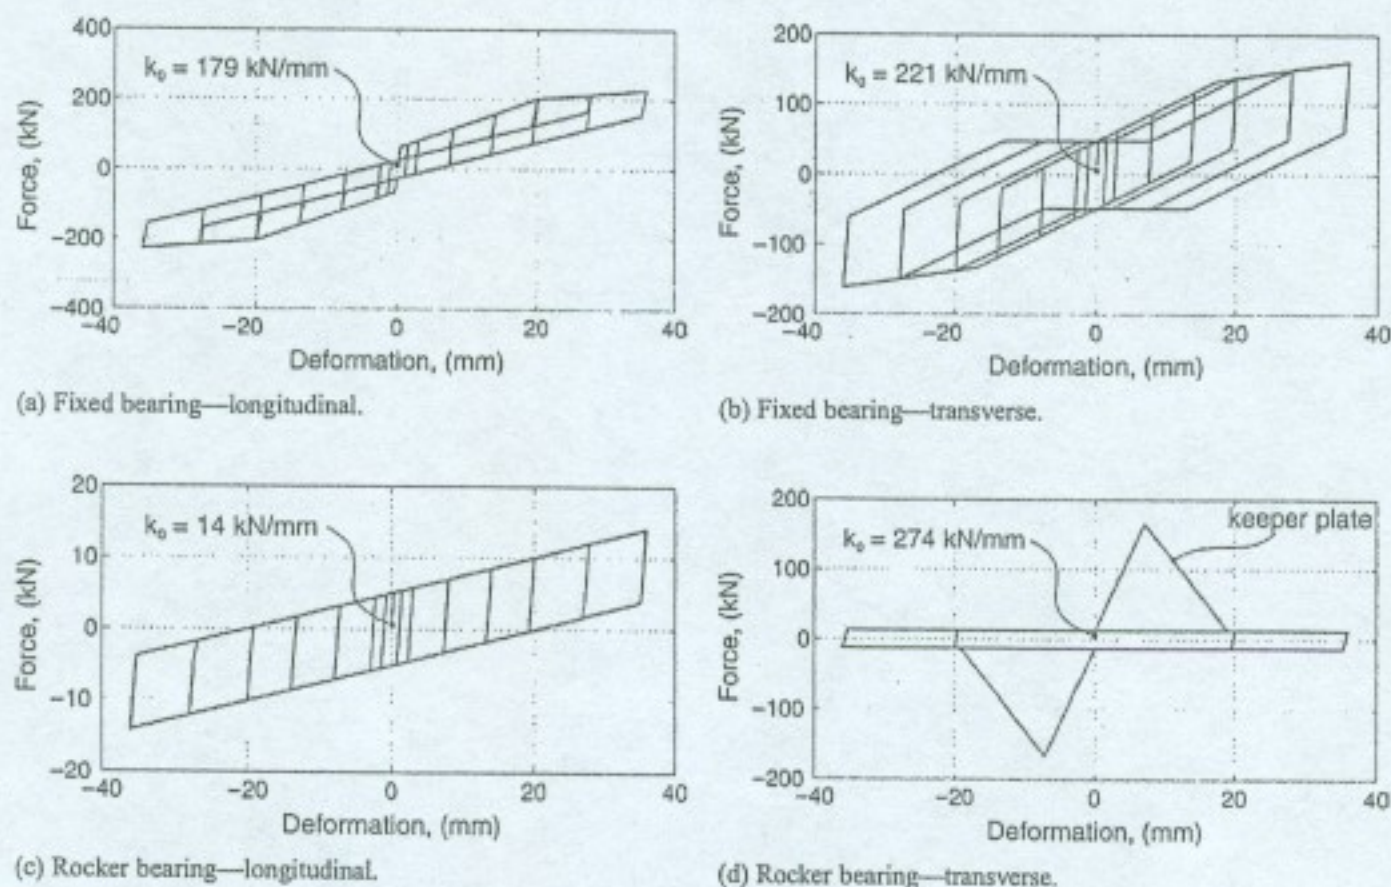 400
200
0
−200
−400
−40
−20
0
20
40
Force, (kN)
Deformation, (mm)
k₀ = 179 kN/mm
(a) Fixed bearing—longitudinal.
200
100
0
−100
−200
−40
−20
0
20
40
Force, (kN)
Deformation, (mm)
k₀ = 221 kN/mm
(b) Fixed bearing—transverse.
20
10
0
−10
−20
−40
−20
0
20
40
Force, (kN)
Deformation, (mm)
k₀ = 14 kN/mm
(c) Rocker bearing—longitudinal.
200
100
0
−100
−200
−40
−20
0
20
40
Force, (kN)
Deformation, (mm)
k₀ = 274 kN/mm
keeper plate
(d) Rocker bearing—transverse.